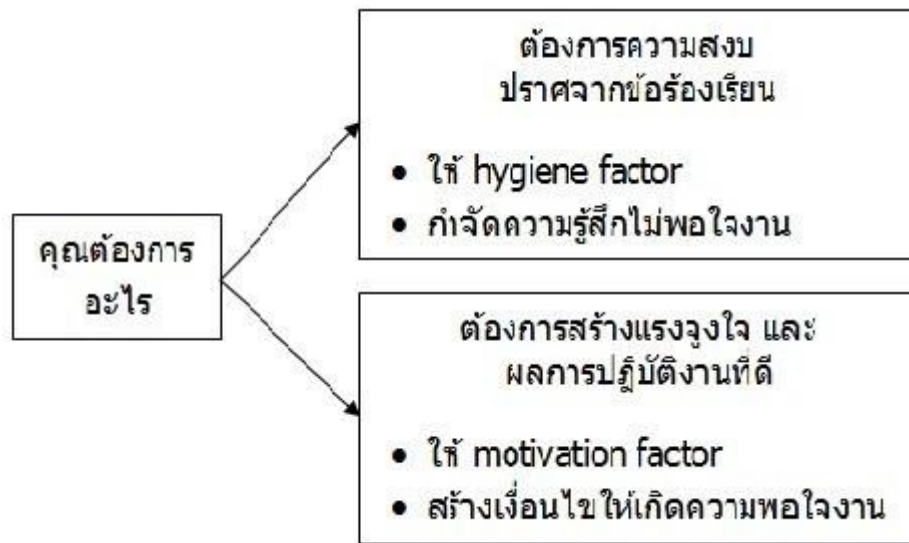 คุณต้องการ
อะไร
ต้องการความสงบ
ปราศจากข้อร้องเรียน
• ให้ hygiene factor
• กำจัดความรู้สึกไม่พอใจงาน
ต้องการสร้างแรงจูงใจ และ
ผลการปฏิบัติงานที่ดี
• ให้ motivation factor
• สร้างเงื่อนไขให้เกิดความพอใจงาน